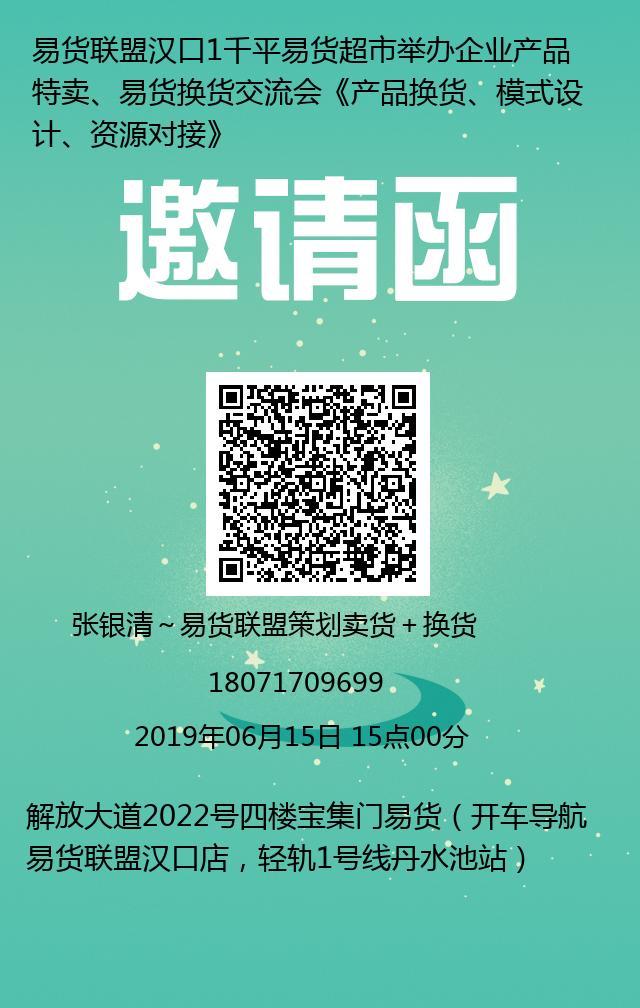 易货联盟汉口1千平易货超市举办企业产品
特卖、易货换货交流会《产品换货、模式设
计、资源对接》
邀请函
张银清～易货联盟策划卖货＋换货
18071709699
2019年06月15日 15点00分
解放大道2022号四楼宝集门易货（开车导航
易货联盟汉口店，轻轨1号线丹水池站）